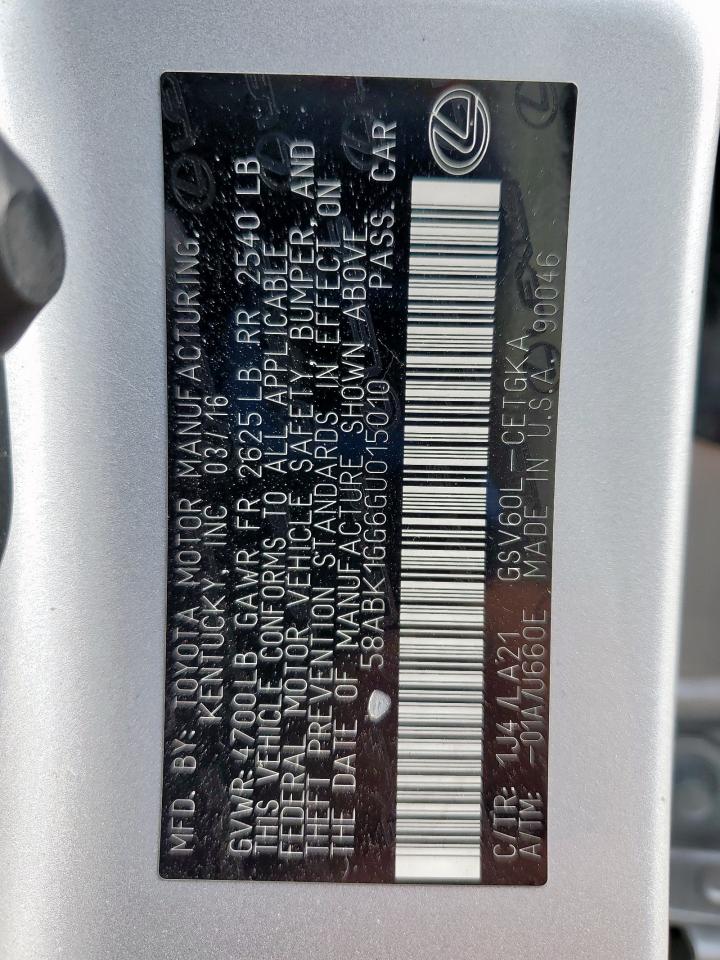 MFD. BY: TOYOTA MOTOR MANUFACTURING,
KENTUCKY, INC 03/16
GVWR: 4700LB GAWR FR 2625 LB RR 2540 LB
THIS VEHICLE CONFORMS TO ALL APPLICABLE
FEDERAL MOTOR VEHICLE SAFETY, BUMPER, AND
THEFT PREVENTION STANDARDS IN EFFECT ON
THE DATE OF MANUFACTURE SHOWN ABOVE.
58ABK1GG6GU015010 PASS. CAR
C/TR: 1J4 /LA21 GSV60L-CETGKA
A/TM: -01A/U660E MADE IN U.S.A. 90046